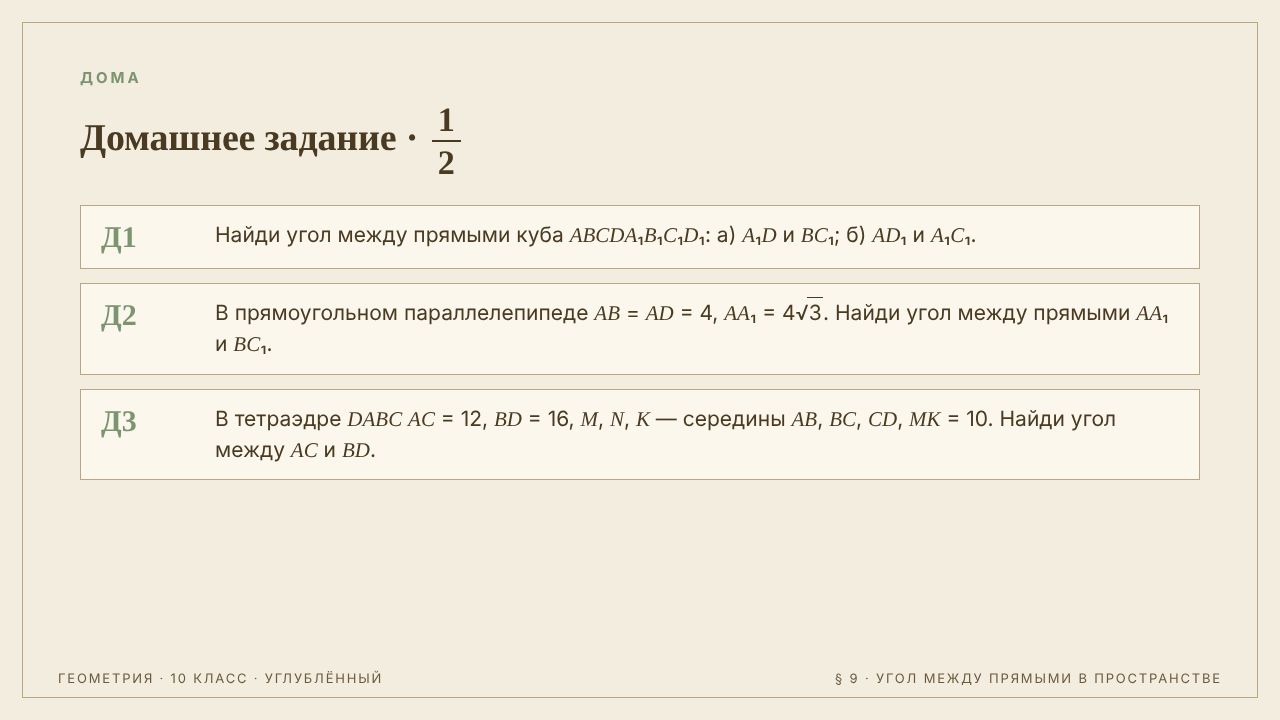 ДОМА
Домашнее задание · 1/2
Д1 Найди угол между прямыми куба ABCDA₁B₁C₁D₁: а) A₁D и BC₁; б) AD₁ и A₁C₁.
Д2 В прямоугольном параллелепипеде AB = AD = 4, AA₁ = 4√3. Найди угол между прямыми AA₁
и BC₁.
Д3 В тетраэдре DABC AC = 12, BD = 16, M, N, K — середины AB, BC, CD, MK = 10. Найди угол
между AC и BD.
ГЕОМЕТРИЯ · 10 КЛАСС · УГЛУБЛЁННЫЙ
§ 9 · УГОЛ МЕЖДУ ПРЯМЫМИ В ПРОСТРАНСТВЕ